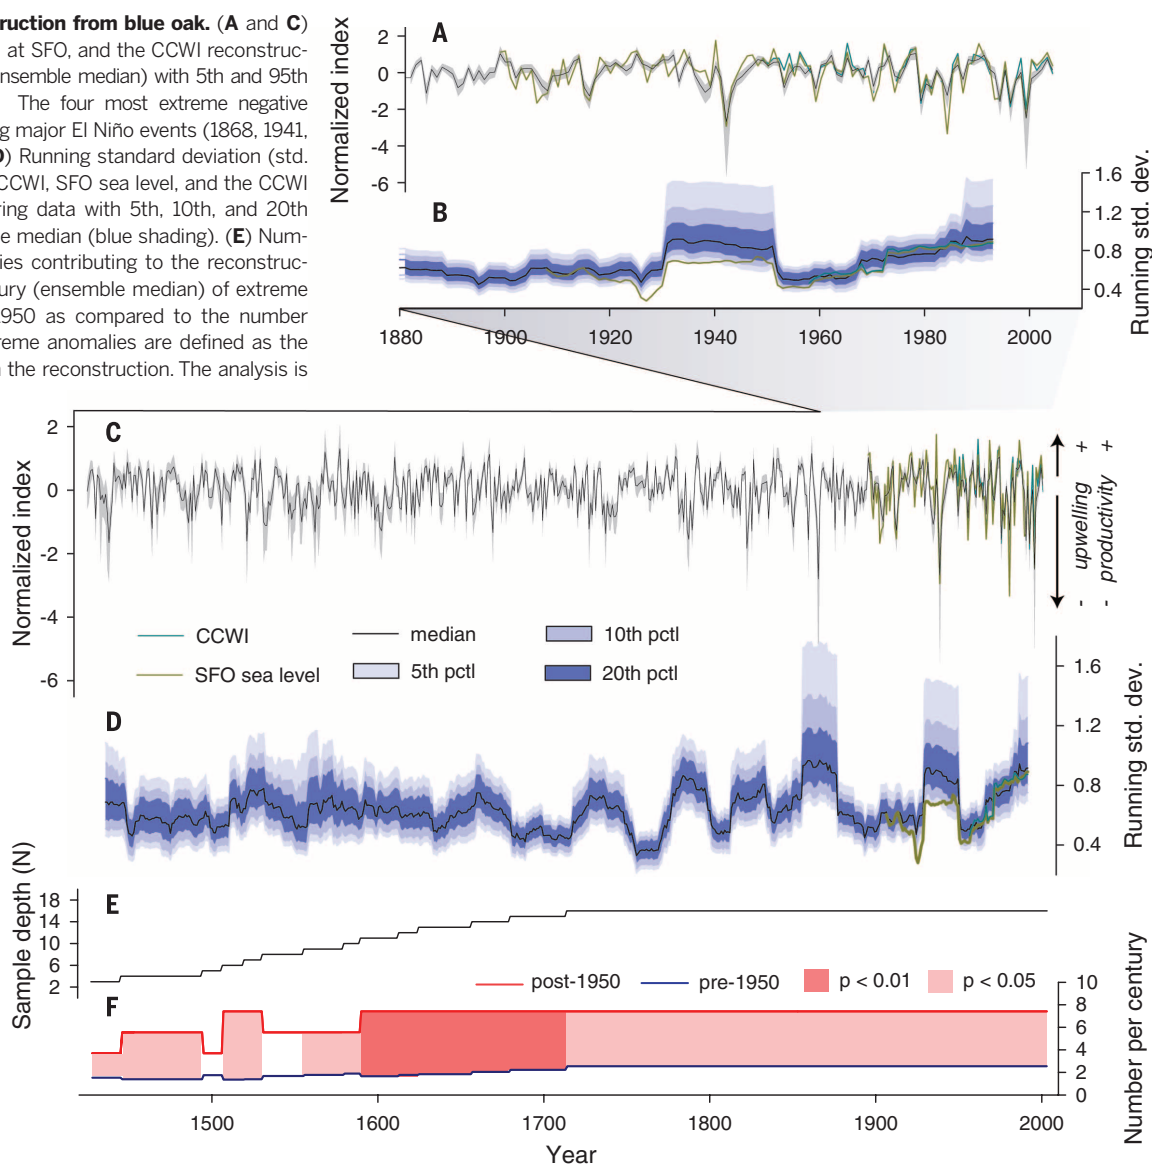 ruction from blue oak. (A and C)
at SFO, and the CCWI reconstruc-
ensemble median) with 5th and 95th
The four most extreme negative
g major El Niño events (1868, 1941,
) Running standard deviation (std.
CCWI, SFO sea level, and the CCWI
ring data with 5th, 10th, and 20th
e median (blue shading). (E) Num-
ies contributing to the reconstruc-
ury (ensemble median) of extreme
1950 as compared to the number
reme anomalies are defined as the
n the reconstruction. The analysis is
A
Normalized index
2
0
-2
-4
-6
B
Running std. dev.
1.6
1.2
0.8
0.4
1880 1900 1920 1940 1960 1980 2000
C
Normalized index
2
0
-2
-4
-6
- upwelling +
- productivity +
CCWI
SFO sea level
median
5th pctl
10th pctl
20th pctl
D
Running std. dev.
1.6
1.2
0.8
0.4
E
Sample depth (N)
18
14
10
6
2
post-1950 pre-1950 p < 0.01 p < 0.05
F
Number per century
10
8
6
4
2
0
1500 1600 1700 1800 1900 2000
Year